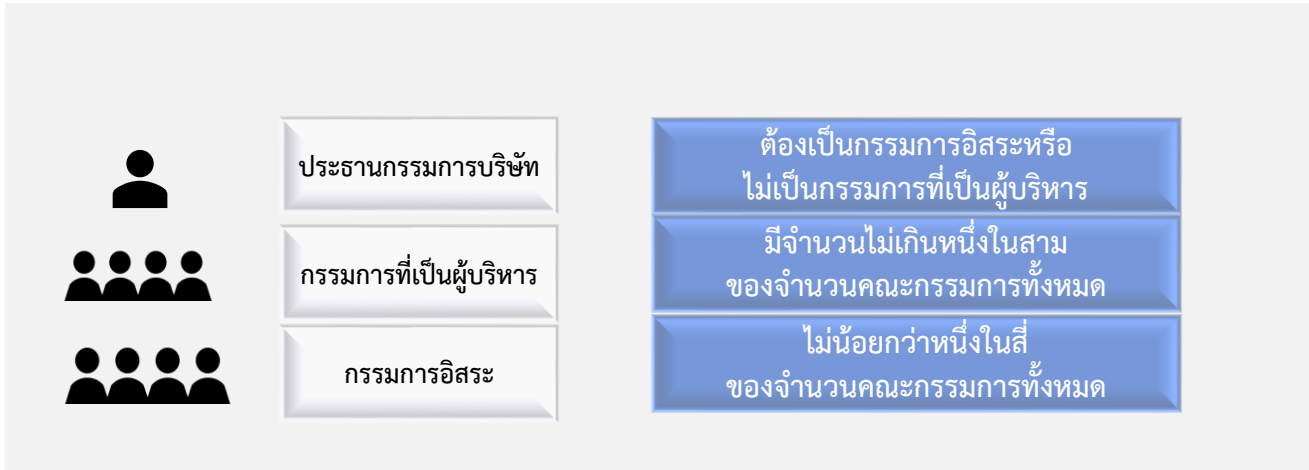 ประธานกรรมการบริษัท
ต้องเป็นกรรมการอิสระหรือ
ไม่เป็นกรรมการที่เป็นผู้บริหาร
กรรมการที่เป็นผู้บริหาร
มีจำนวนไม่เกินหนึ่งในสาม
ของจำนวนคณะกรรมการทั้งหมด
กรรมการอิสระ
ไม่น้อยกว่าหนึ่งในสี่
ของจำนวนคณะกรรมการทั้งหมด